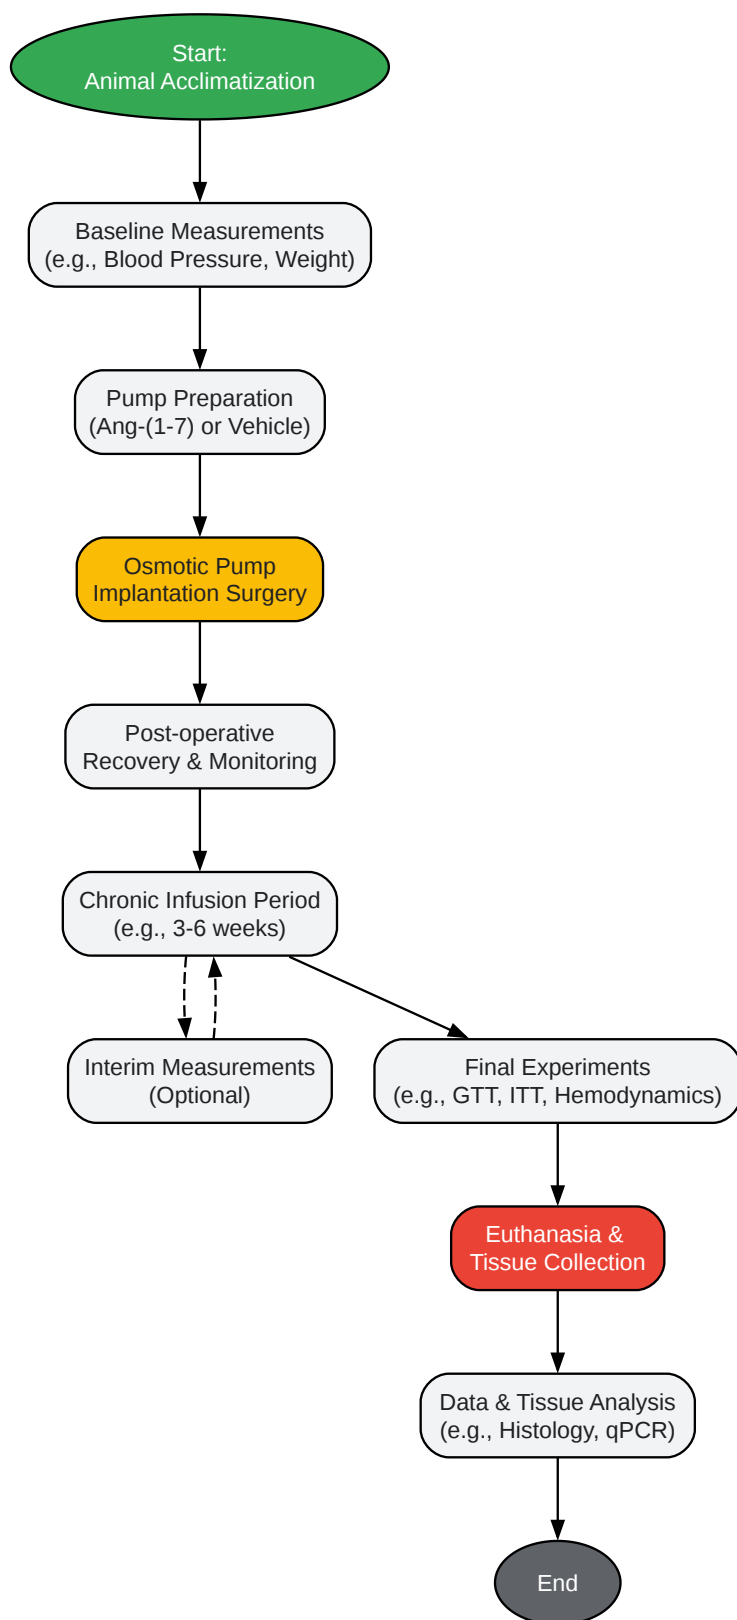 Start:
Animal Acclimatization
Baseline Measurements
(e.g., Blood Pressure, Weight)
Pump Preparation
(Ang-(1-7) or Vehicle)
Osmotic Pump
Implantation Surgery
Post-operative
Recovery & Monitoring
Chronic Infusion Period
(e.g., 3-6 weeks)
Interim Measurements
(Optional)
Final Experiments
(e.g., GTT, ITT, Hemodynamics)
Euthanasia &
Tissue Collection
Data & Tissue Analysis
(e.g., Histology, qPCR)
End